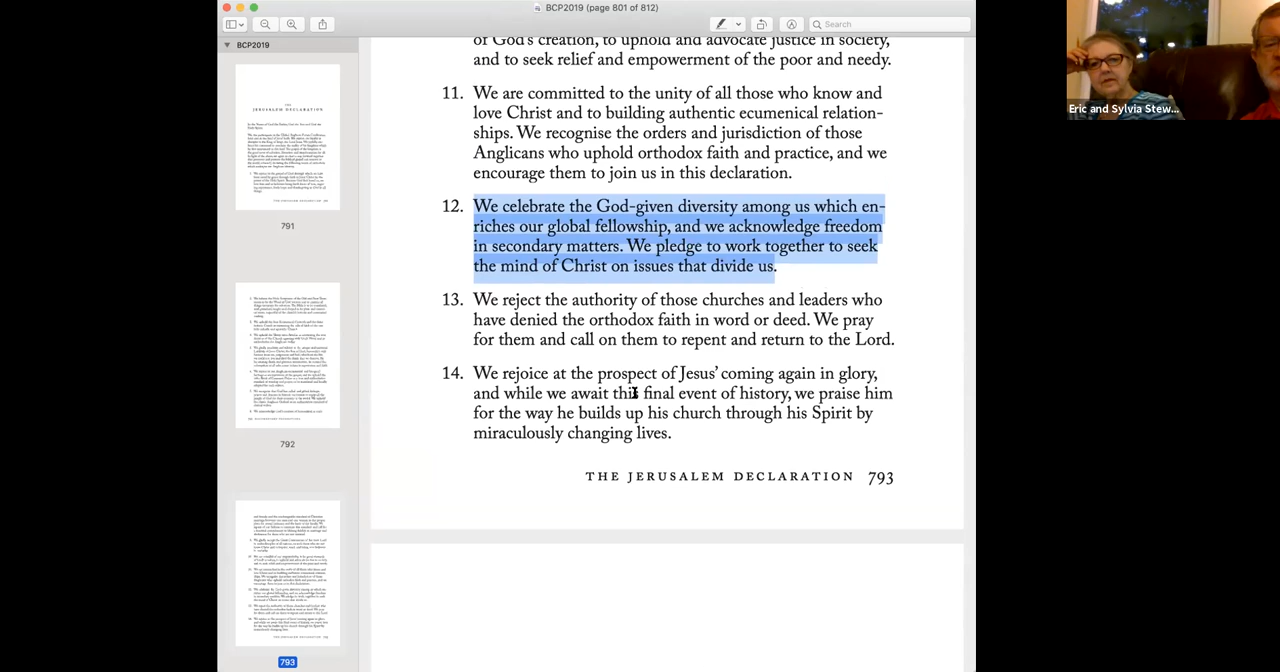 BCP2019 (page 801 of 812)
Search
BCP2019
791
792
793
of God's creation, to uphold and advocate justice in society,
and to seek relief and empowerment of the poor and needy.
11. We are committed to the unity of all those who know and
love Christ and to building authentic ecumenical relation-
ships. We recognise the orders and jurisdiction of those
Anglicans who uphold orthodox faith and practice, and we
encourage them to join us in this declaration.
12. We celebrate the God-given diversity among us which en-
riches our global fellowship, and we acknowledge freedom
in secondary matters. We pledge to work together to seek
the mind of Christ on issues that divide us.
13. We reject the authority of those churches and leaders who
have denied the orthodox faith in word or deed. We pray
for them and call on them to repent and return to the Lord.
14. We rejoice at the prospect of Jesus' coming again in glory,
and while we await this final event of history, we praise him
for the way he builds up his church through his Spirit by
miraculously changing lives.
THE JERUSALEM DECLARATION 793
Eric and Sylvia Stew...
THE
JERUSALEM DECLARATION